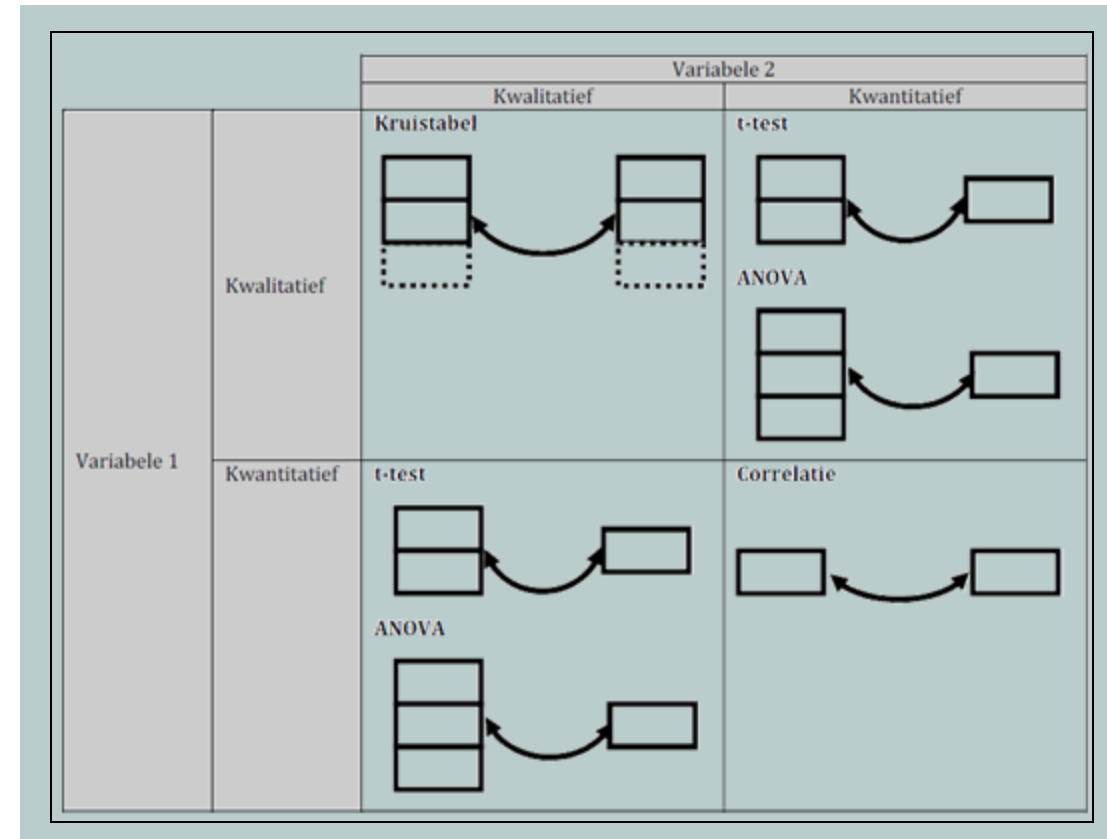 Variabele 2
Kwalitatief Kwantitatief
Kruistabel t-test
ANOVA
Kwalitatief
Variabele 1
Kwantitatief t-test Correlatie
ANOVA